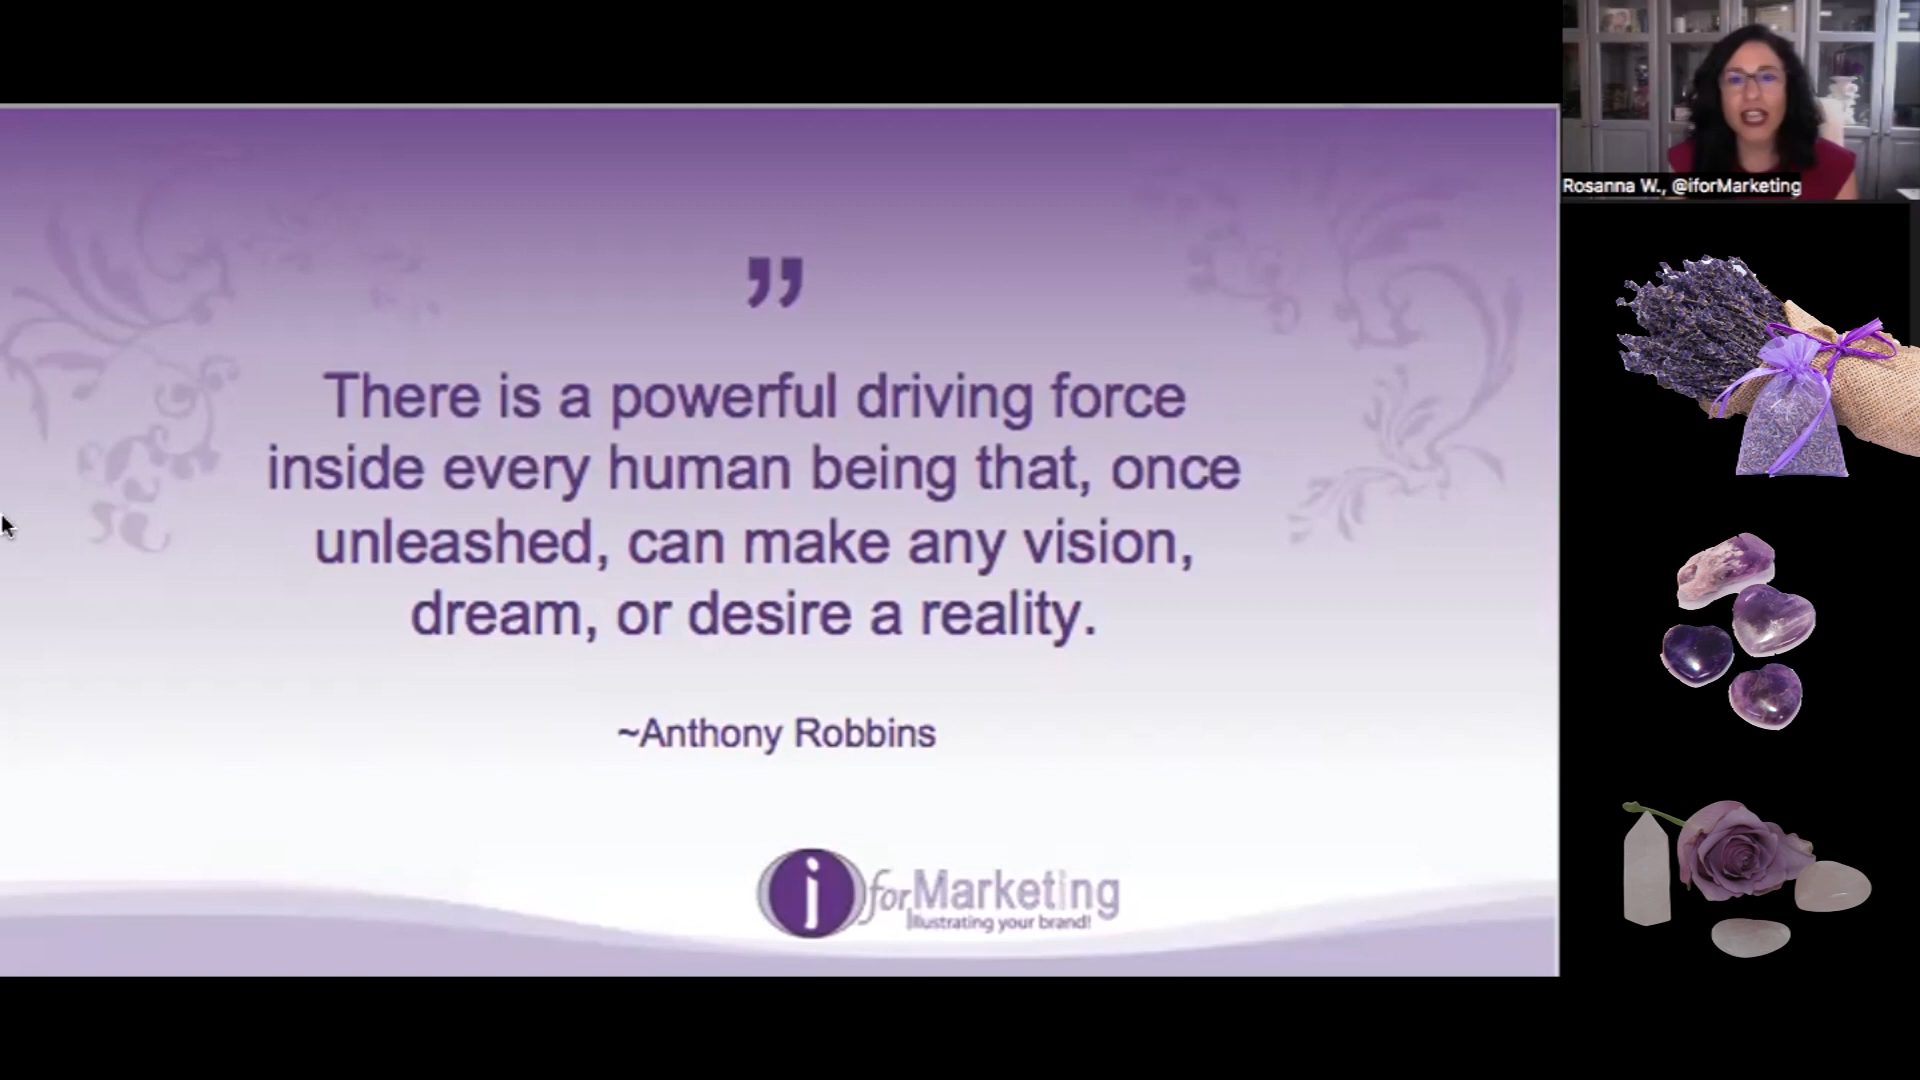 Rosanna W., @iforMarketing
”
There is a powerful driving force
inside every human being that, once
unleashed, can make any vision,
dream, or desire a reality.
~Anthony Robbins
i forMarketing
Illustrating your brand!